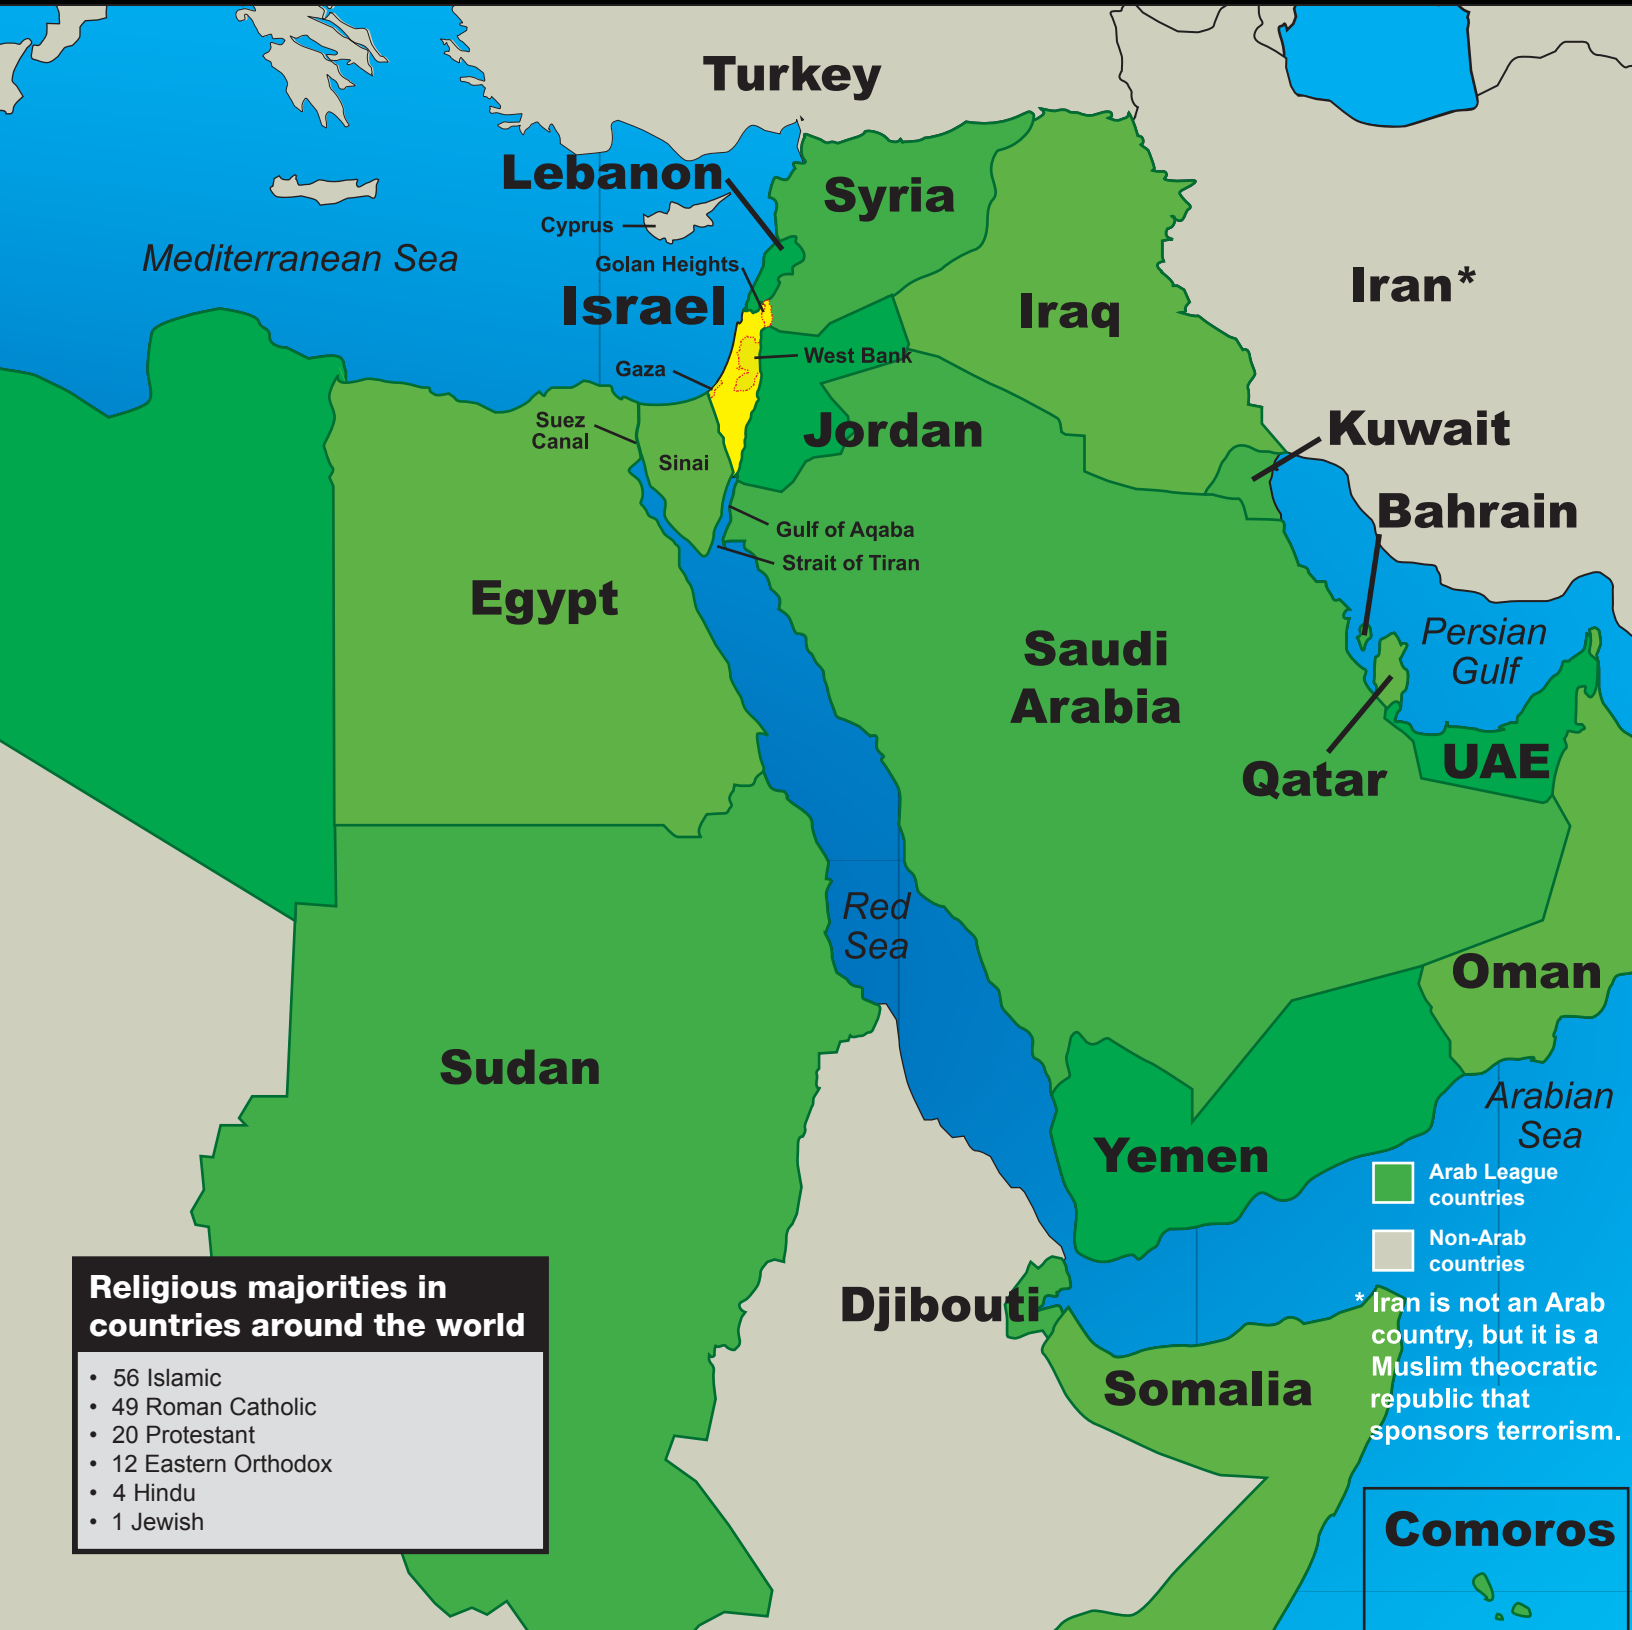 Turkey
Lebanon
Syria
Cyprus
Mediterranean Sea
Golan Heights
Israel
Iraq
Iran*
West Bank
Gaza
Suez
Canal
Jordan
Kuwait
Sinai
Bahrain
Gulf of Aqaba
Strait of Tiran
Egypt
Saudi
Arabia
Persian
Gulf
UAE
Qatar
Red
Sea
Oman
Sudan
Arabian
Sea
Yemen
Arab League
countries
Non-Arab
countries
Djibouti
* Iran is not an Arab
country, but it is a
Muslim theocratic
republic that
sponsors terrorism.
Somalia
Religious majorities in
countries around the world
• 56 Islamic
• 49 Roman Catholic
• 20 Protestant
• 12 Eastern Orthodox
• 4 Hindu
• 1 Jewish
Comoros